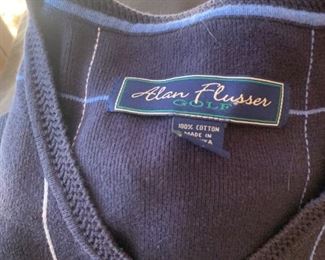 Alan Flusser
GOLF
100% COTTON
MADE IN